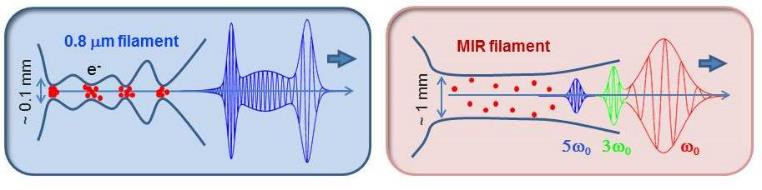 0.8 μm filament
e-
~ 0.1 mm
MIR filament
~ 1 mm
5ω0 3ω0 ω0